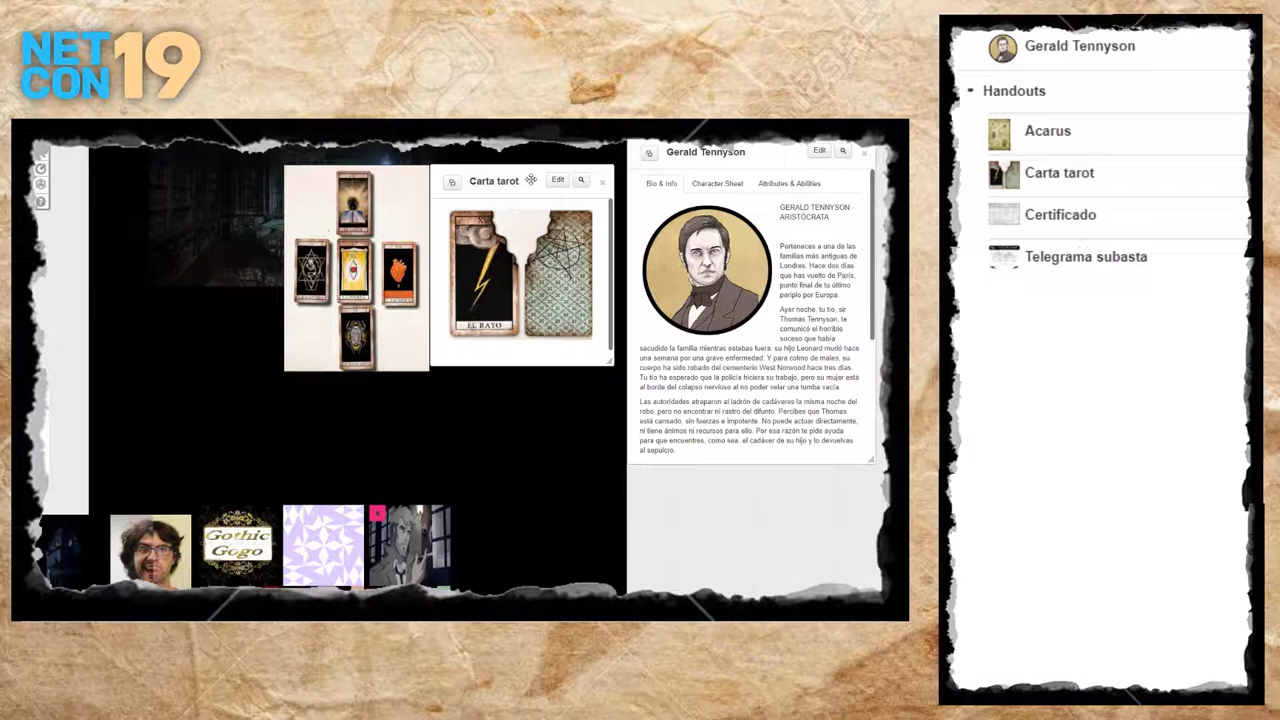 NET
CON 19
Carta tarot
Edit
EL RAYO
Gerald Tennyson
Edit
Bio & Info
Character Sheet
Attributes & Abilities
GERALD TENNYSON -
ARISTÓCRATA
Perteneces a una de las
familias más antiguas de
Londres. Hace dos días
que has vuelto de París,
punto final de tu último
periplo por Europa.
Ayer noche, tu tío, sir
Thomas Tennyson, te
comunicó el horrible
suceso que había
sacudido la familia mientras estabas fuera: su hijo Leonard murió hace
una semana por una grave enfermedad. Y para colmo de males, su
cuerpo ha sido robado del cementerio West Norwood hace tres días.
Tu tío ha esperado que la policía hiciera su trabajo, pero su mujer está
al borde del colapso nervioso al no poder velar una tumba vacía.
Las autoridades atraparon al ladrón de cadáveres la misma noche del
robo, pero no encontrar ni rastro del difunto. Percibes que Thomas
está cansado, sin fuerzas e impotente. No puede actuar directamente,
ni tiene ánimos ni recursos para ello. Por esa razón te pide ayuda
para que encuentres, como sea, el cadáver de su hijo y lo devuelvas
al sepulcro.
Gothic
Gogo
Gerald Tennyson
Handouts
Acarus
Carta tarot
Certificado
Telegrama subasta